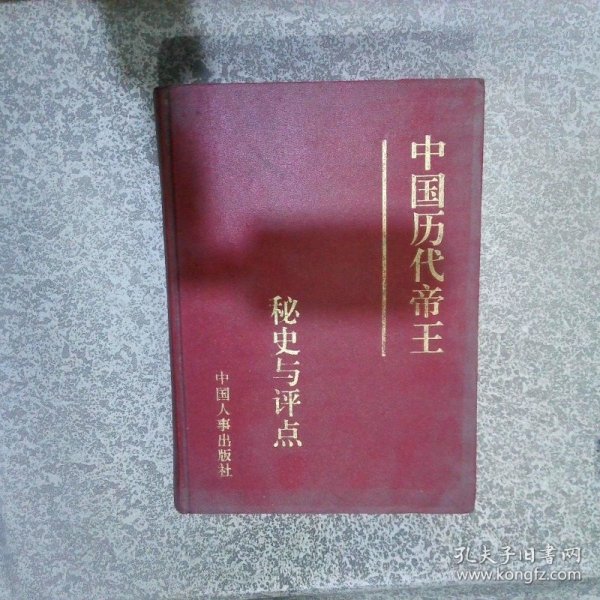 中国历代帝王
秘史与评点
中国人事出版社
孔夫子旧书网
www.kongfz.com